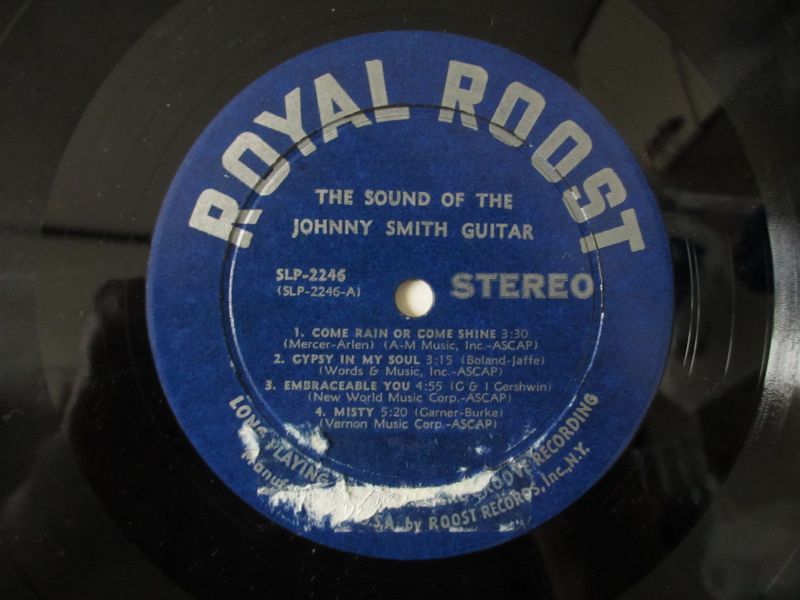 ROYAL ROOST
THE SOUND OF THE
JOHNNY SMITH GUITAR
SLP-2246
(SLP-2246-A)
STEREO
1. COME RAIN OR COME SHINE 3:30
(Mercer-Arlen) (A-M Music, Inc.-ASCAP)
2. GYPSY IN MY SOUL 3:15 (Boland-Jaffe)
(Words & Music, Inc.-ASCAP)
3. EMBRACEABLE YOU 4:55 (G & I Gershwin)
(New World Music Corp.-ASCAP)
4. MISTY 5:20 (Garner-Burke)
(Vernon Music Corp.-ASCAP)
LONG PLAYING RECORDING
by ROOST RECORDS, Inc., N.Y.